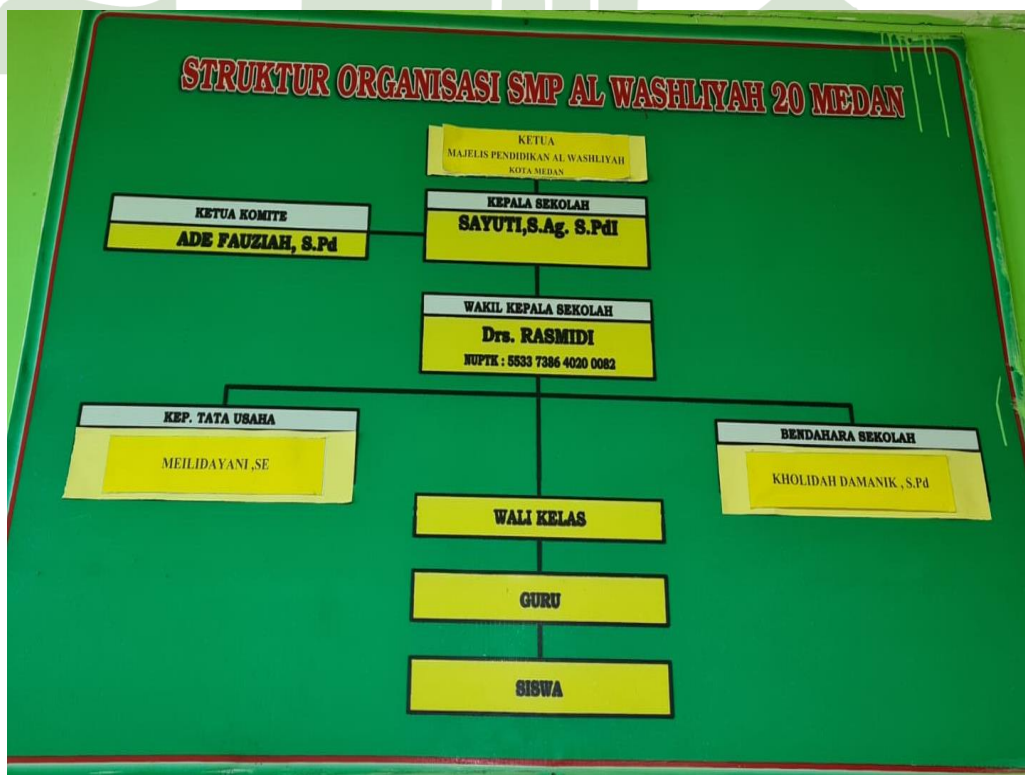 STRUKTUR ORGANISASI SMP AL WASHLIYAH 20 MEDAN
KETUA
MAJELIS PENDIDIKAN AL WASHLIYAH
KOTA MEDAN
KETUA KOMITE
ADE FAUZIAH, S.Pd
KEPALA SEKOLAH
SAYUTI,S.Ag. S.PdI
WAKIL KEPALA SEKOLAH
Drs. RASMIDI
NUPTK : 5533 7386 4020 0082
KEP. TATA USAHA
MEILIDAYANI ,SE
BENDAHARA SEKOLAH
KHOLIDAH DAMANIK , S.Pd
WALI KELAS
GURU
SISWA